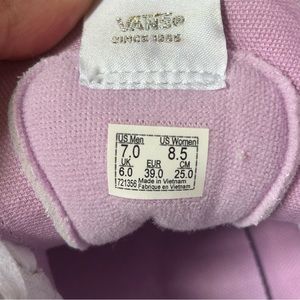 VANS®
SINCE 1966
US Men US Women
7.0 8.5
UK EUR CM
6.0 39.0 25.0
721356 Made in Vietnam
Fabriqué en Vietnam